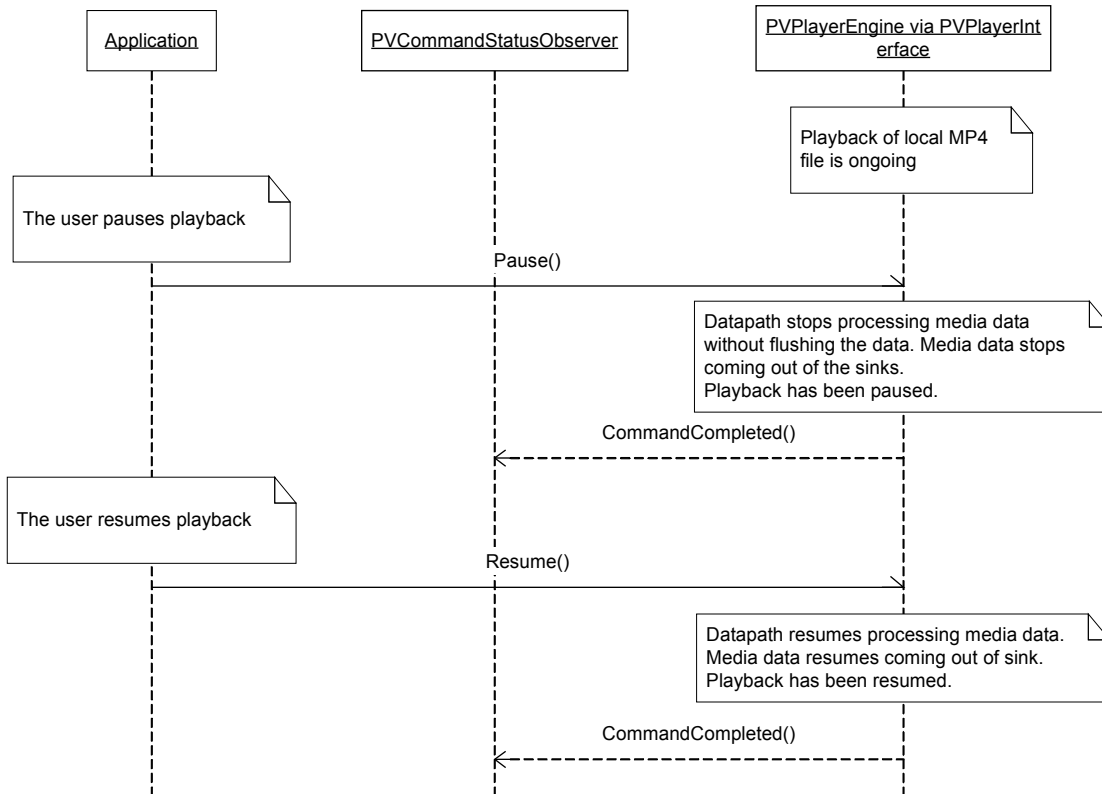 Application
PVCommandStatusObserver
PVPlayerEngine via PVPlayerInt
erface
Playback of local MP4
file is ongoing
The user pauses playback
Pause()
Datapath stops processing media data
without flushing the data. Media data stops
coming out of the sinks.
Playback has been paused.
CommandCompleted()
The user resumes playback
Resume()
Datapath resumes processing media data.
Media data resumes coming out of sink.
Playback has been resumed.
CommandCompleted()